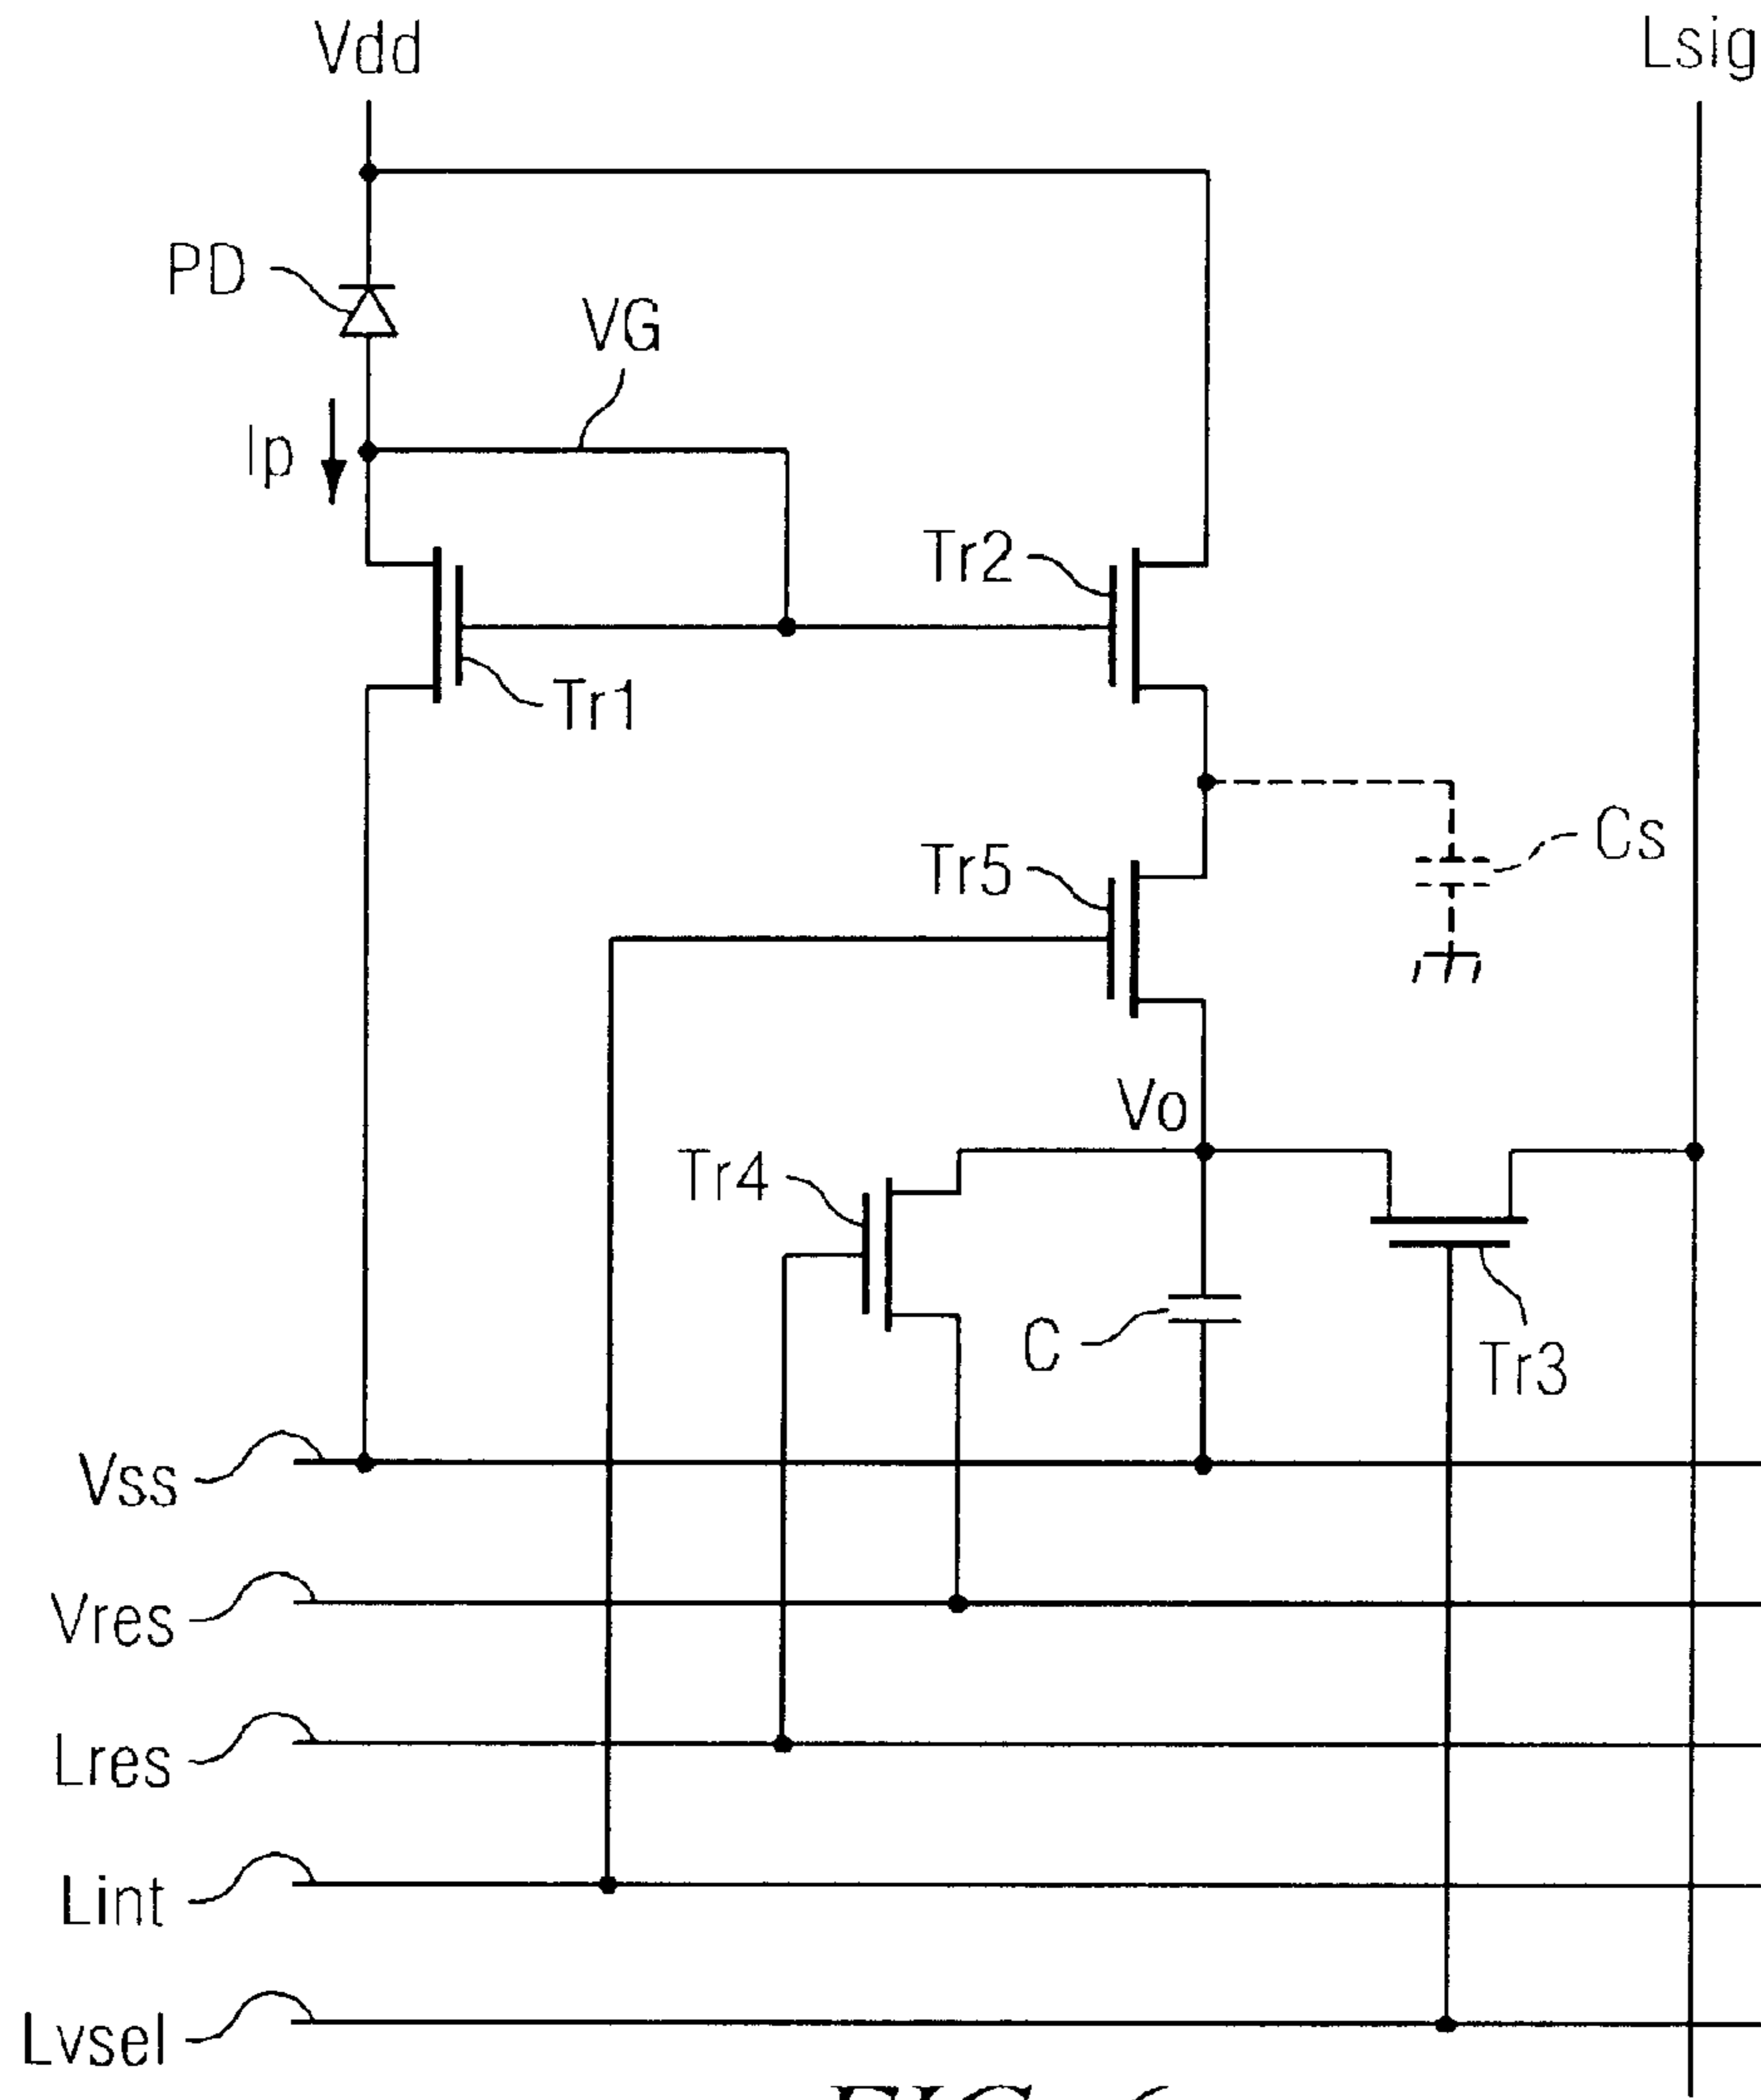 Vdd
Lsig
PD
VG
Ip
Tr2
Tr1
Cs
Tr5
Vo
Tr4
C
Tr3
Vss
Vres
Lres
Lint
Lvsel